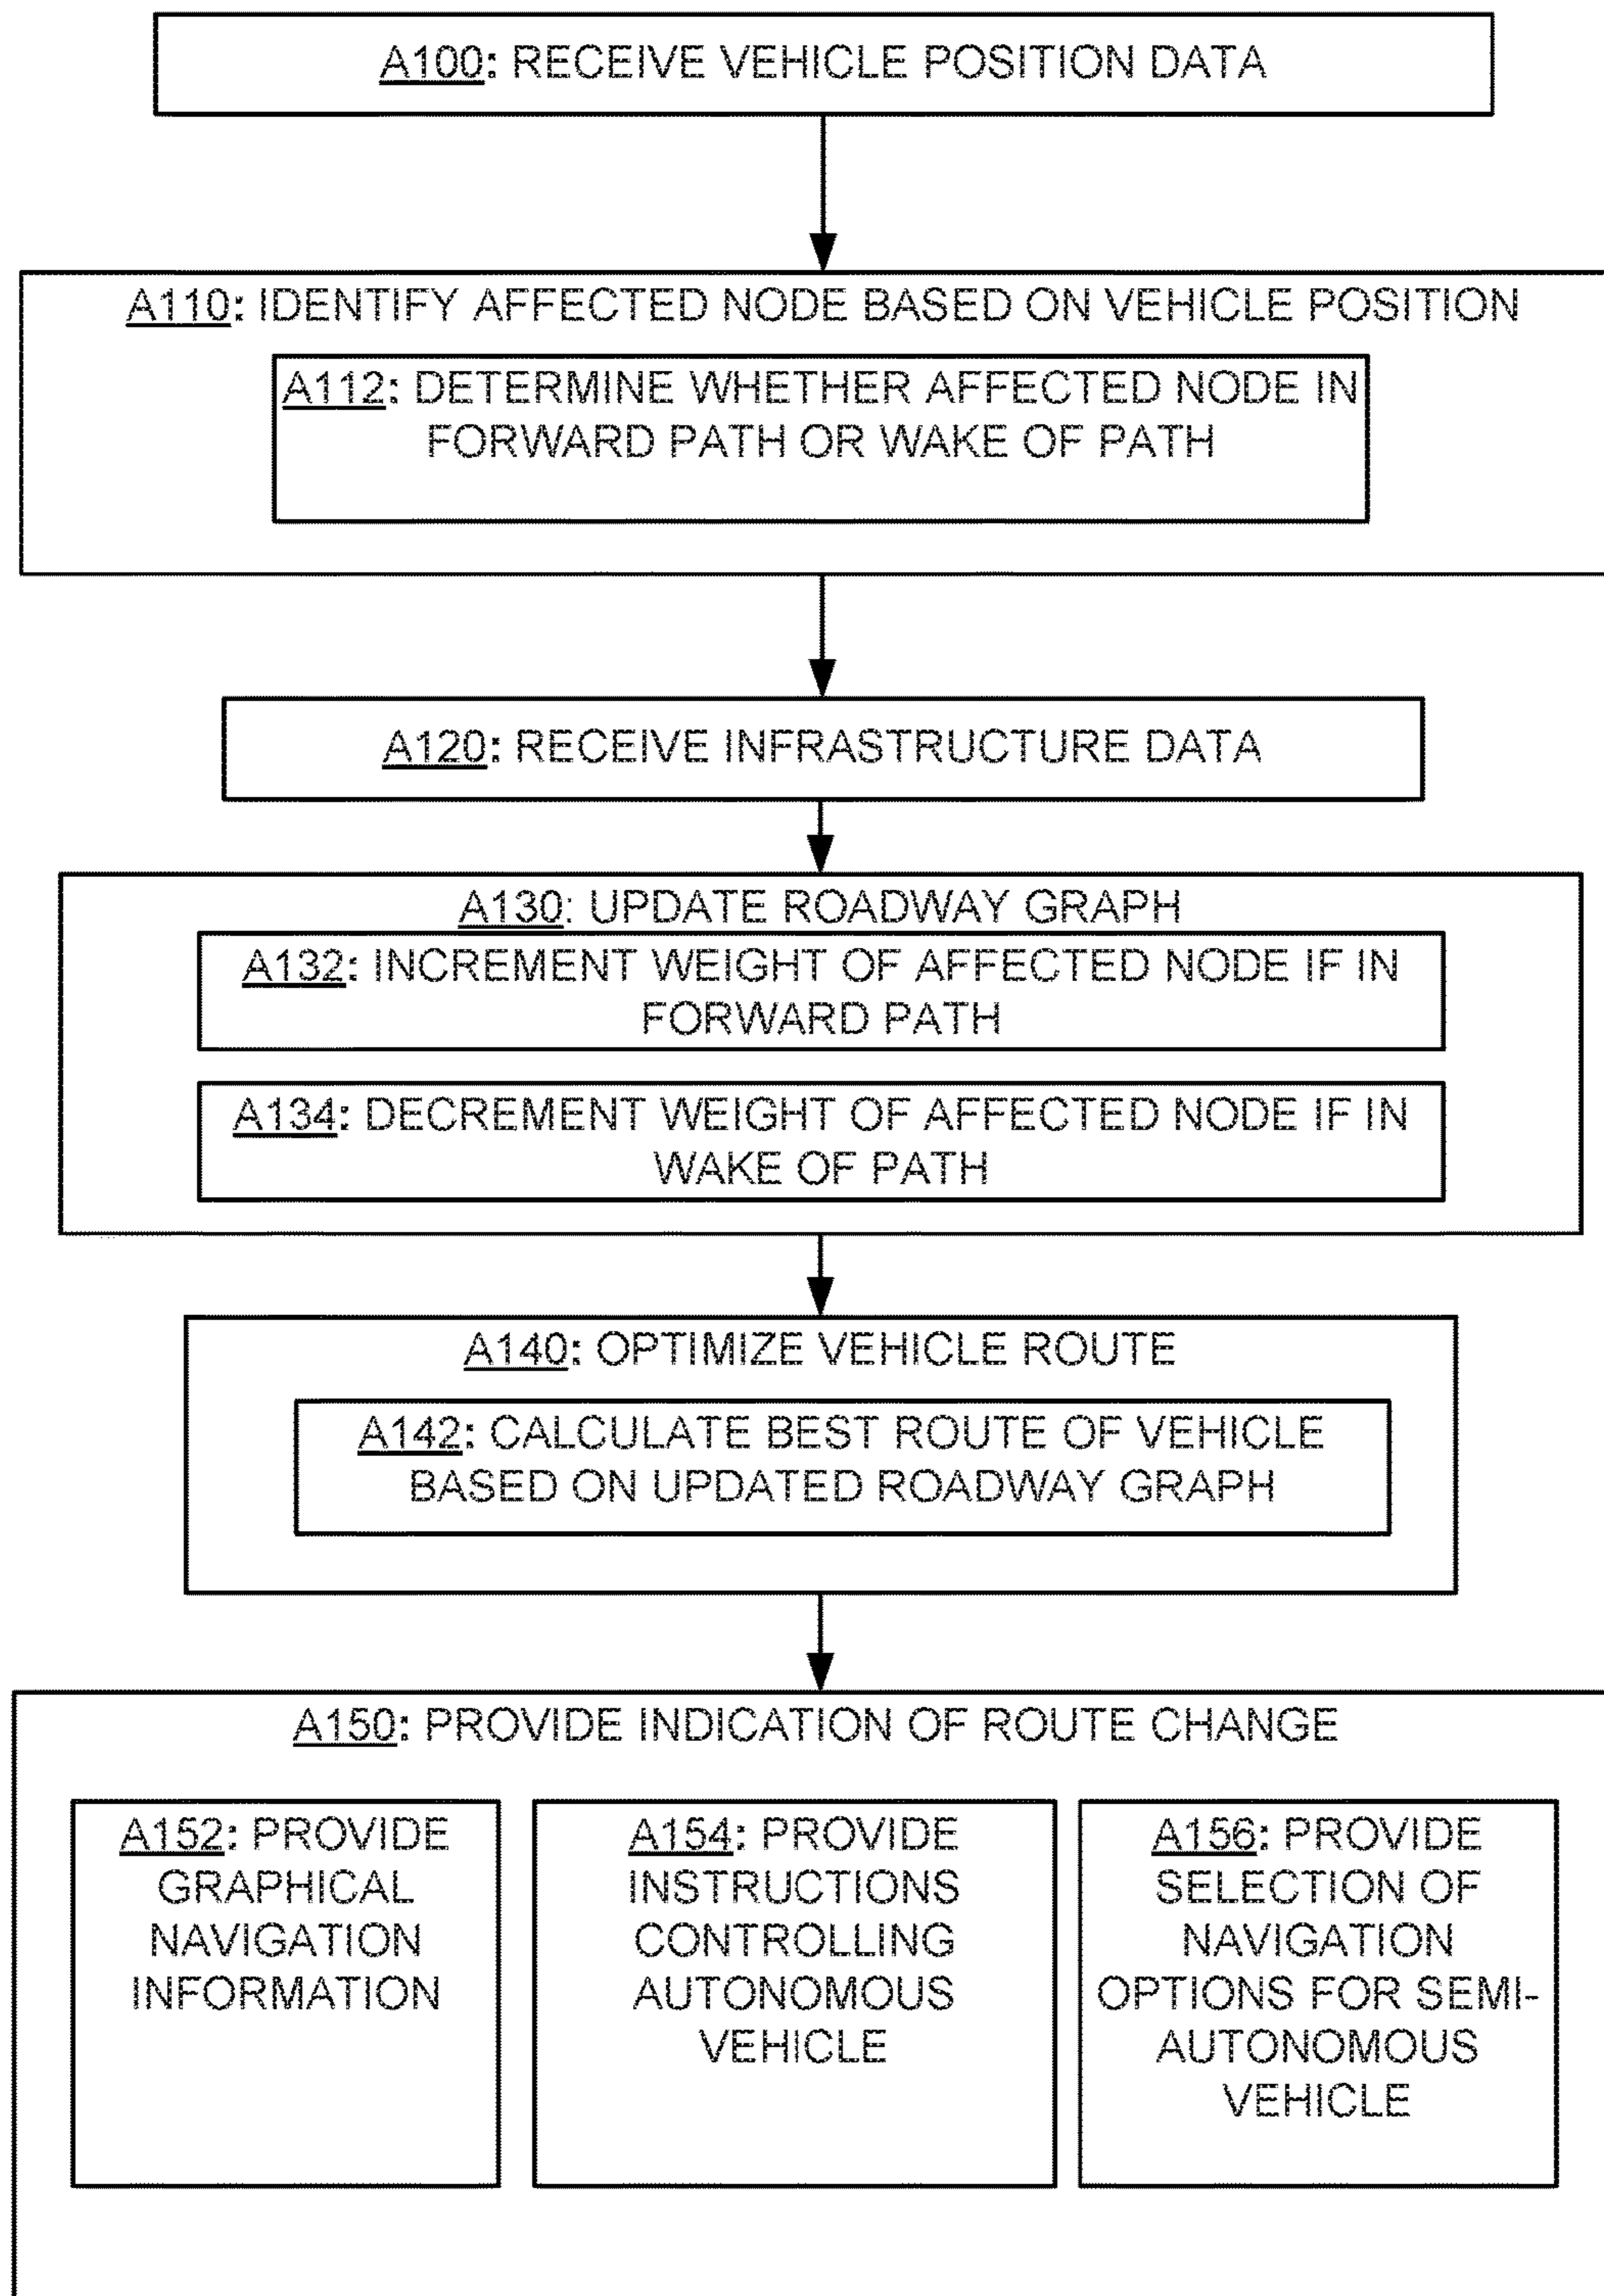 A100: RECEIVE VEHICLE POSITION DATA
A110: IDENTIFY AFFECTED NODE BASED ON VEHICLE POSITION
A112: DETERMINE WHETHER AFFECTED NODE IN
FORWARD PATH OR WAKE OF PATH
A120: RECEIVE INFRASTRUCTURE DATA
A130: UPDATE ROADWAY GRAPH
A132: INCREMENT WEIGHT OF AFFECTED NODE IF IN
FORWARD PATH
A134: DECREMENT WEIGHT OF AFFECTED NODE IF IN
WAKE OF PATH
A140: OPTIMIZE VEHICLE ROUTE
A142: CALCULATE BEST ROUTE OF VEHICLE
BASED ON UPDATED ROADWAY GRAPH
A150: PROVIDE INDICATION OF ROUTE CHANGE
A152: PROVIDE
GRAPHICAL
NAVIGATION
INFORMATION
A154: PROVIDE
INSTRUCTIONS
CONTROLLING
AUTONOMOUS
VEHICLE
A156: PROVIDE
SELECTION OF
NAVIGATION
OPTIONS FOR SEMI-
AUTONOMOUS
VEHICLE